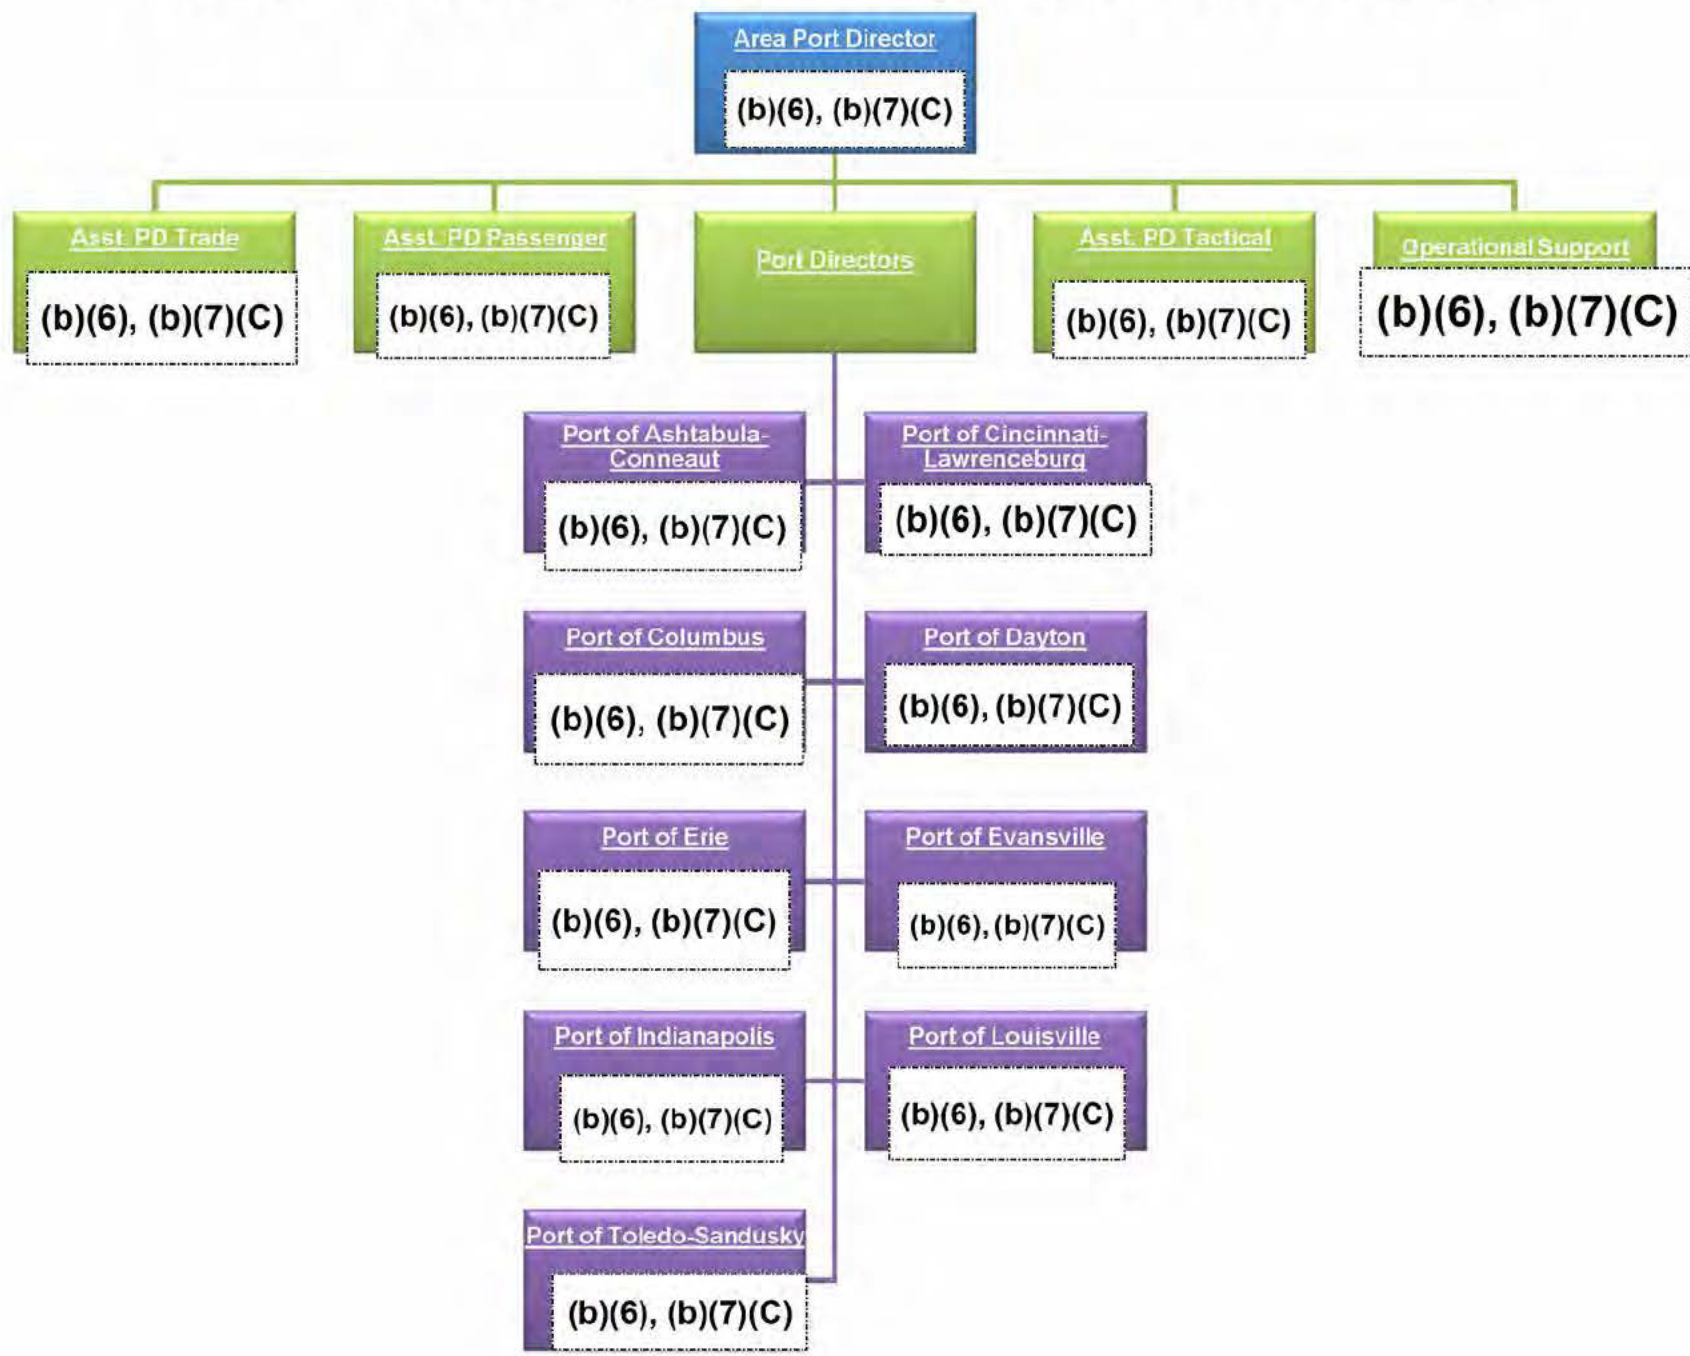 Area Port Director
(b)(6), (b)(7)(C)
Asst. PD Trade
(b)(6), (b)(7)(C)
Asst. PD Passenger
(b)(6), (b)(7)(C)
Port Directors
Asst. PD Tactical
(b)(6), (b)(7)(C)
Operational Support
(b)(6), (b)(7)(C)
Port of Ashtabula-
Conneaut
(b)(6), (b)(7)(C)
Port of Cincinnati-
Lawrenceburg
(b)(6), (b)(7)(C)
Port of Columbus
(b)(6), (b)(7)(C)
Port of Dayton
(b)(6), (b)(7)(C)
Port of Erie
(b)(6), (b)(7)(C)
Port of Evansville
(b)(6), (b)(7)(C)
Port of Indianapolis
(b)(6), (b)(7)(C)
Port of Louisville
(b)(6), (b)(7)(C)
Port of Toledo-Sandusky
(b)(6), (b)(7)(C)